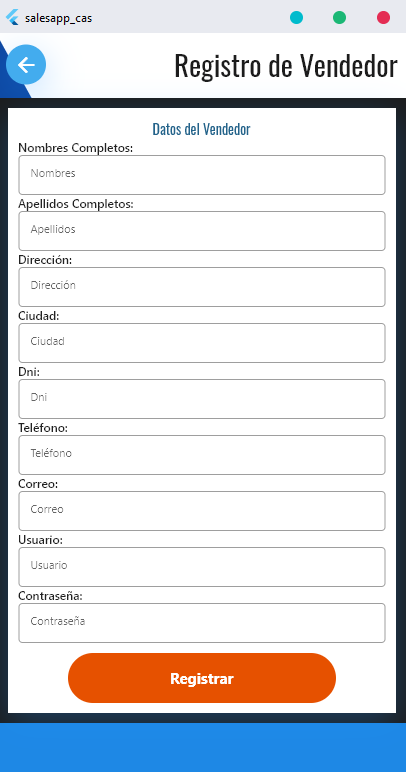 salesapp_cas
Registro de Vendedor
Datos del Vendedor
Nombres Completos:
Nombres
Apellidos Completos:
Apellidos
Dirección:
Dirección
Ciudad:
Ciudad
Dni:
Dni
Teléfono:
Teléfono
Correo:
Correo
Usuario:
Usuario
Contraseña:
Contraseña
Registrar